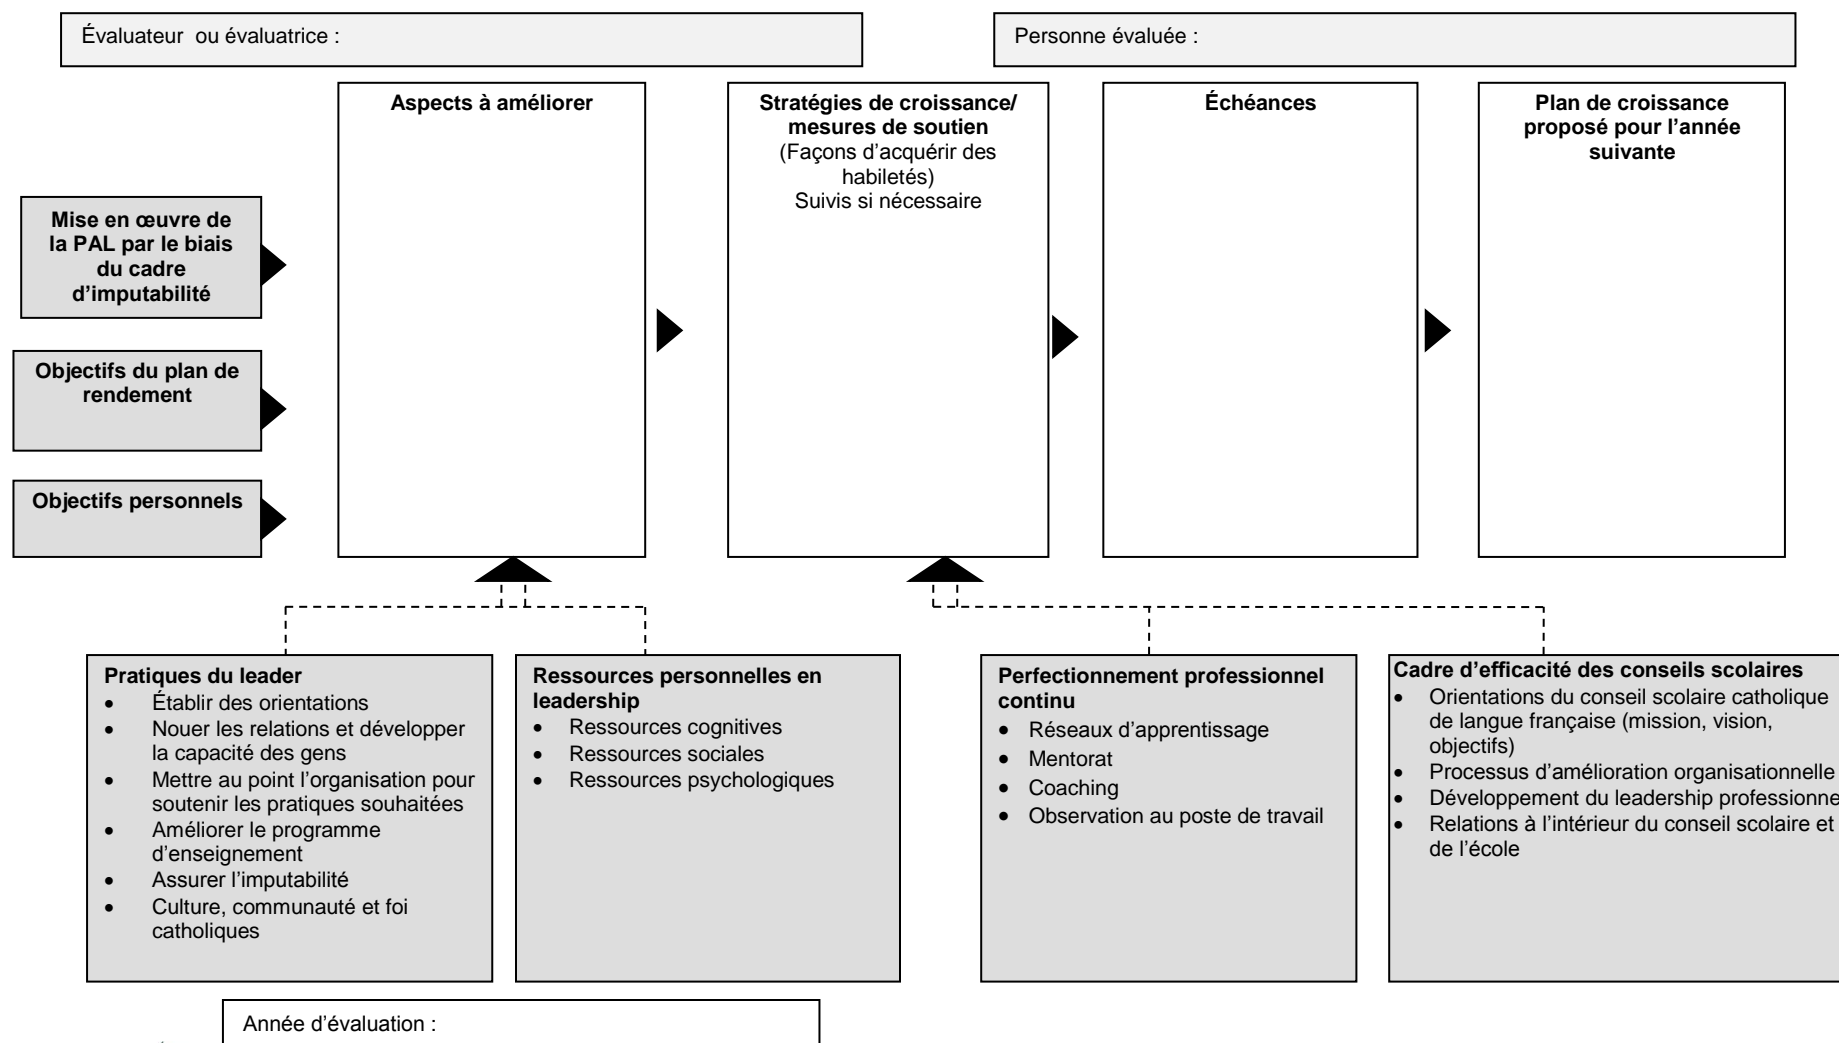 Évaluateur ou évaluatrice :
Personne évaluée :
Aspects à améliorer
Stratégies de croissance/
mesures de soutien
(Façons d'acquérir des
habiletés)
Suivis si nécessaire
Échéances
Plan de croissance
proposé pour l'année
suivante
Mise en œuvre de
la PAL par le biais
du cadre
d'imputabilité
Objectifs du plan de
rendement
Objectifs personnels
Pratiques du leader
• Établir des orientations
• Nouer les relations et développer
la capacité des gens
• Mettre au point l'organisation pour
soutenir les pratiques souhaitées
• Améliorer le programme
d'enseignement
• Assurer l'imputabilité
• Culture, communauté et foi
catholiques
Ressources personnelles en
leadership
• Ressources cognitives
• Ressources sociales
• Ressources psychologiques
Perfectionnement professionnel
continu
• Réseaux d'apprentissage
• Mentorat
• Coaching
• Observation au poste de travail
Cadre d'efficacité des conseils scolaires
• Orientations du conseil scolaire catholique
de langue française (mission, vision,
objectifs)
• Processus d'amélioration organisationnelle
• Développement du leadership professionne
• Relations à l'intérieur du conseil scolaire et
de l'école
Année d'évaluation :